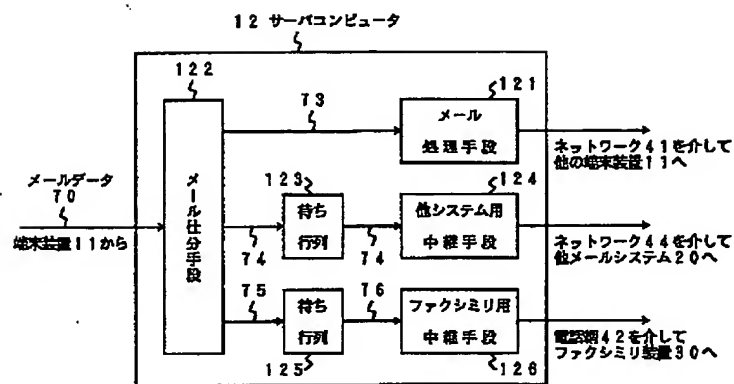 12 サーバコンピュータ
122
73
121
メール
処理手段
ネットワーク41を介して
他の端末装置11へ
メールデータ
70
端末装置11から
メール仕分手段
123
待ち
行列
74
74
124
他システム用
中継手段
ネットワーク44を介して
他メールシステム20へ
75
待ち
行列
125
76
ファクシミリ用
中継手段
126
電話網42を介して
ファクシミリ装置30へ